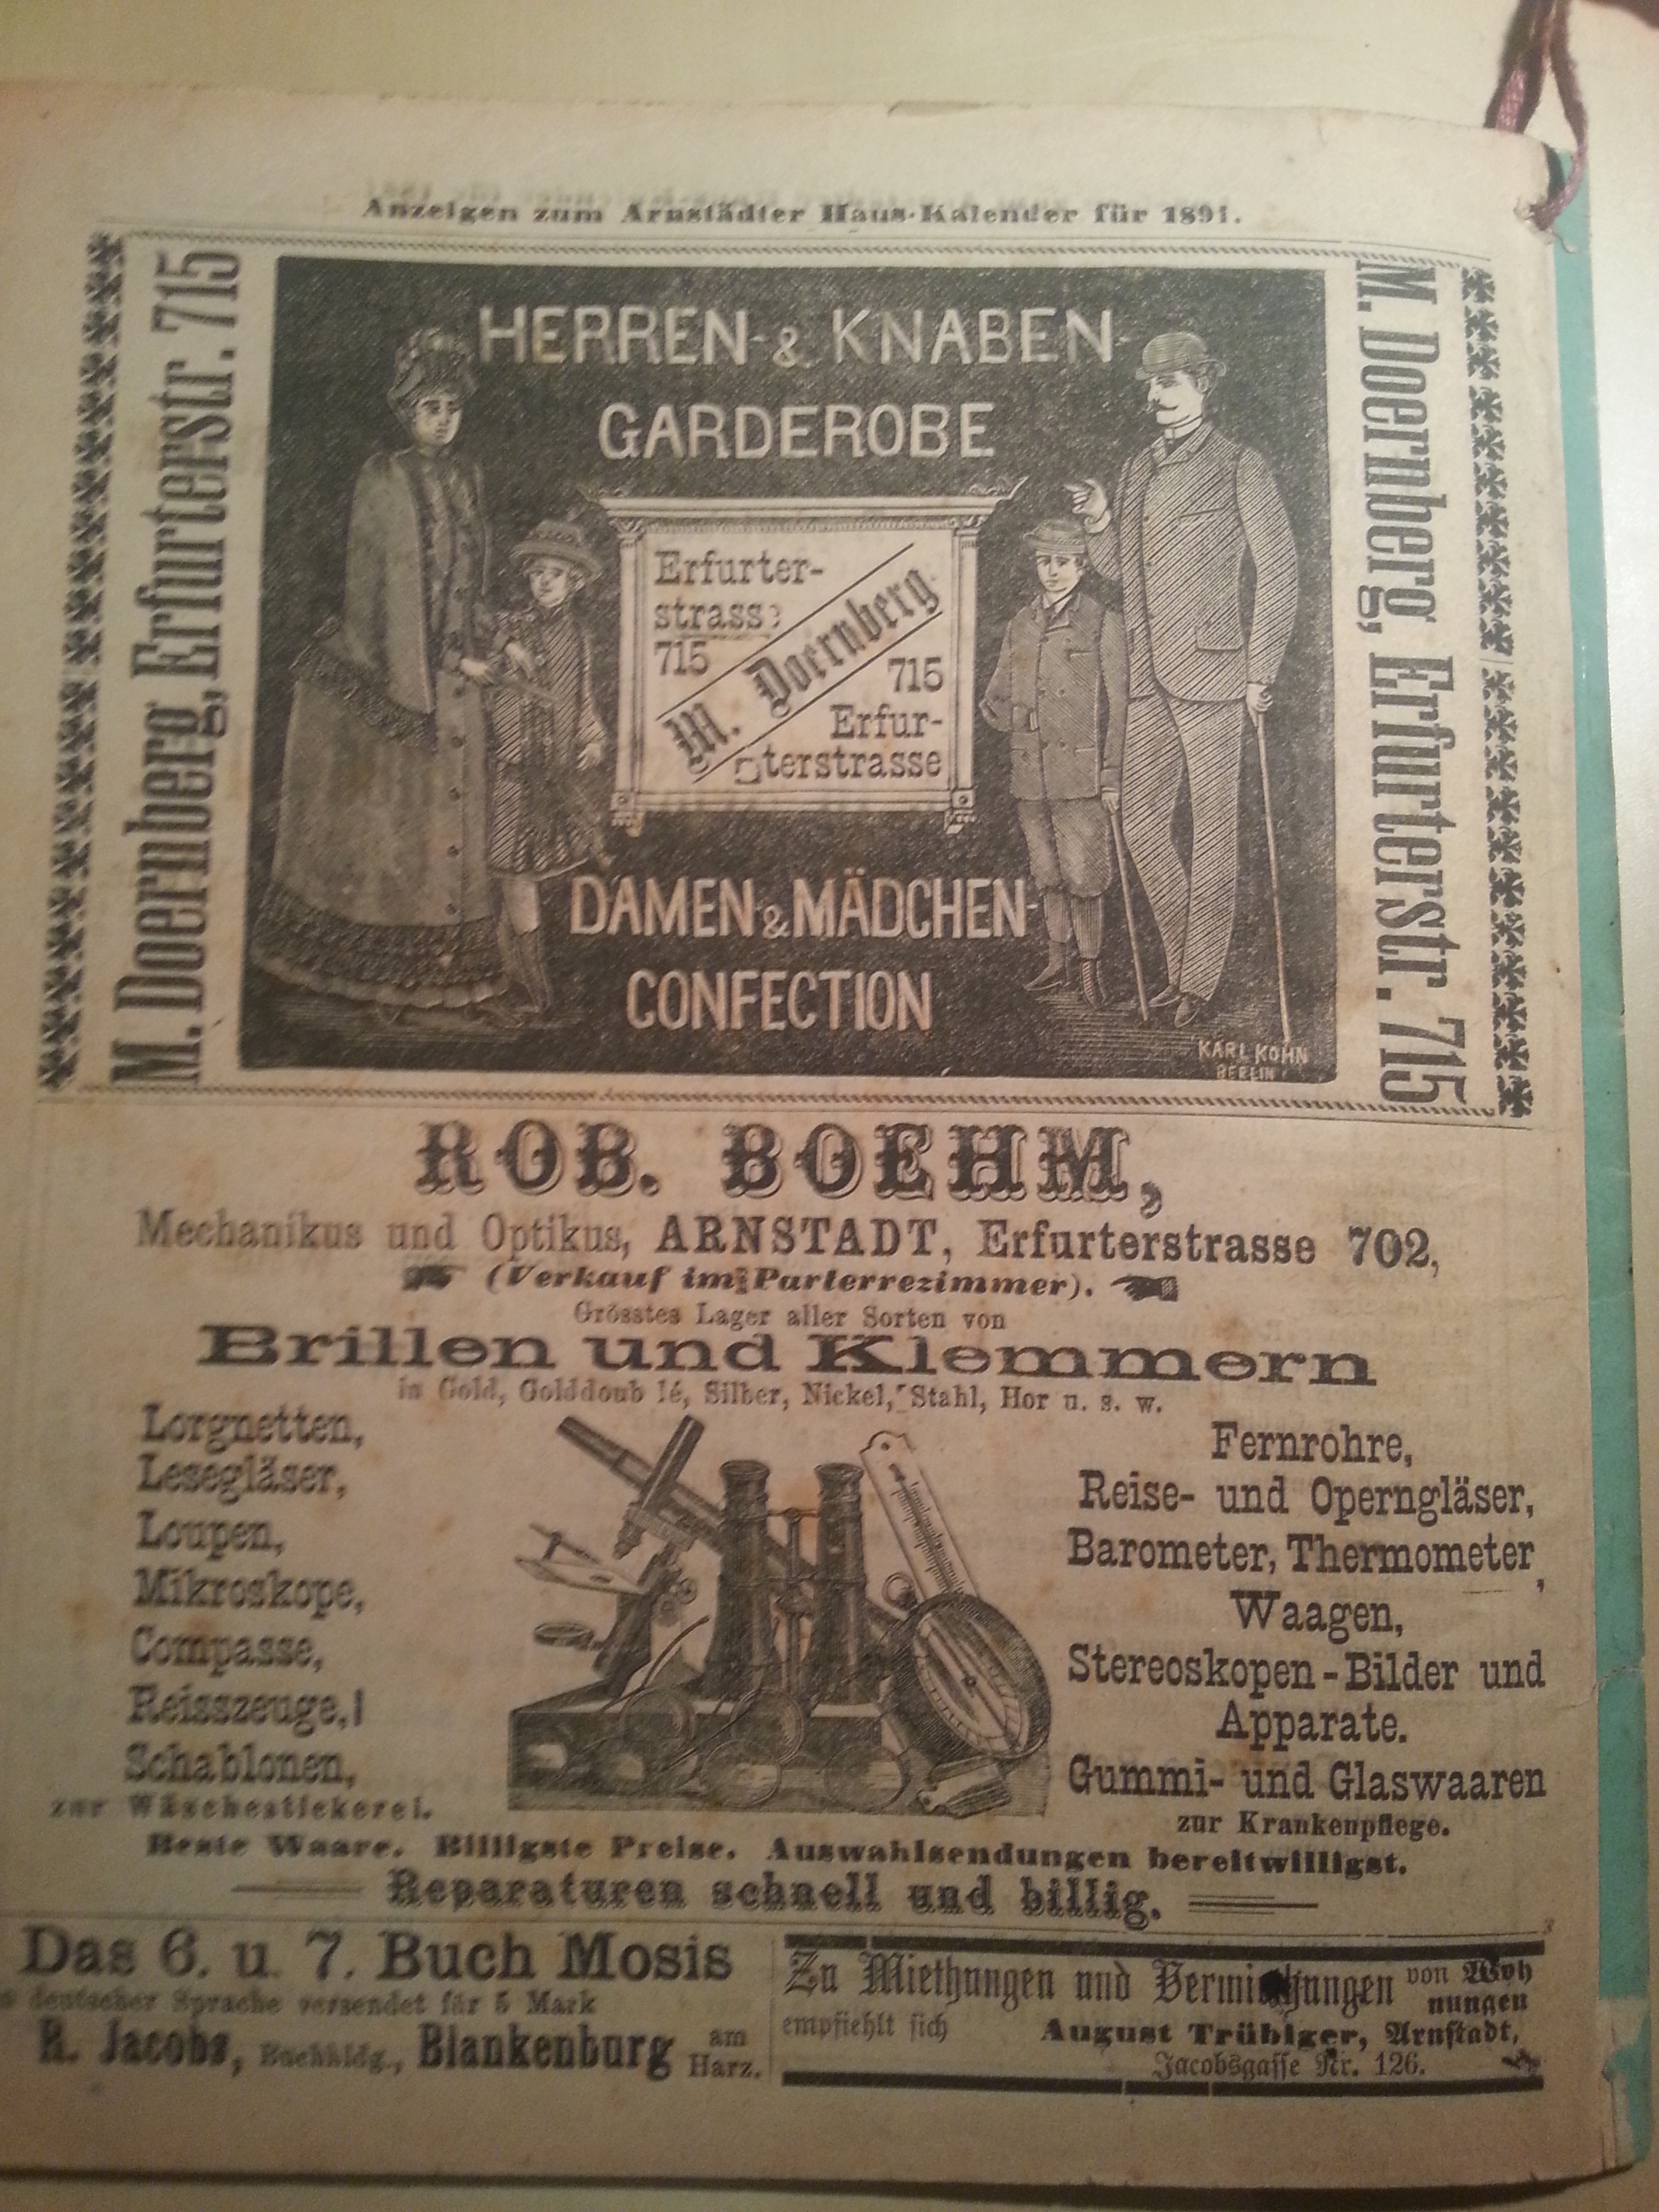 Anzeigen zum Arnstädter Haus-Kalender für 1891.
M. Doernberg, Erfurterstr. 715
HERREN- & KNABEN-
GARDEROBE
Erfurter-
strasse
715
M. Doernberg
715
Erfur-
terstrasse
DAMEN & MÄDCHEN-
CONFECTION
KARL KOHN
BERLIN
M. Doernberg, Erfurterstr. 715
ROB. BOEHM,
Mechanikus und Optikus, ARNSTADT, Erfurterstrasse 702,
(Verkauf im Parterrezimmer).
Grösstes Lager aller Sorten von
Brillen und Klemmern
in Gold, Golddoub lé, Silber, Nickel, Stahl, Hor u. s. w.
Lorgnetten,
Lesegläser,
Loupen,
Mikroskope,
Compasse,
Reisszeuge,
Schablonen,
zur Wäschestickerei.
Fernrohre,
Reise- und Operngläser,
Barometer, Thermometer,
Waagen,
Stereoskopen-Bilder und
Apparate.
Gummi- und Glaswaaren
zur Krankenpflege.
Beste Waare. Billigste Preise. Auswahlsendungen bereitwilligst.
Reparaturen schnell und billig.
Das 6. u. 7. Buch Mosis
deutscher Sprache versendet für 5 Mark
R. Jacobs, Buchhldg., Blankenburg am Harz.
Zu Miethungen und Vermiethungen von Woh
nungen
empfiehlt sich August Trübiger, Arnstadt,
Jacobsgasse Nr. 126.